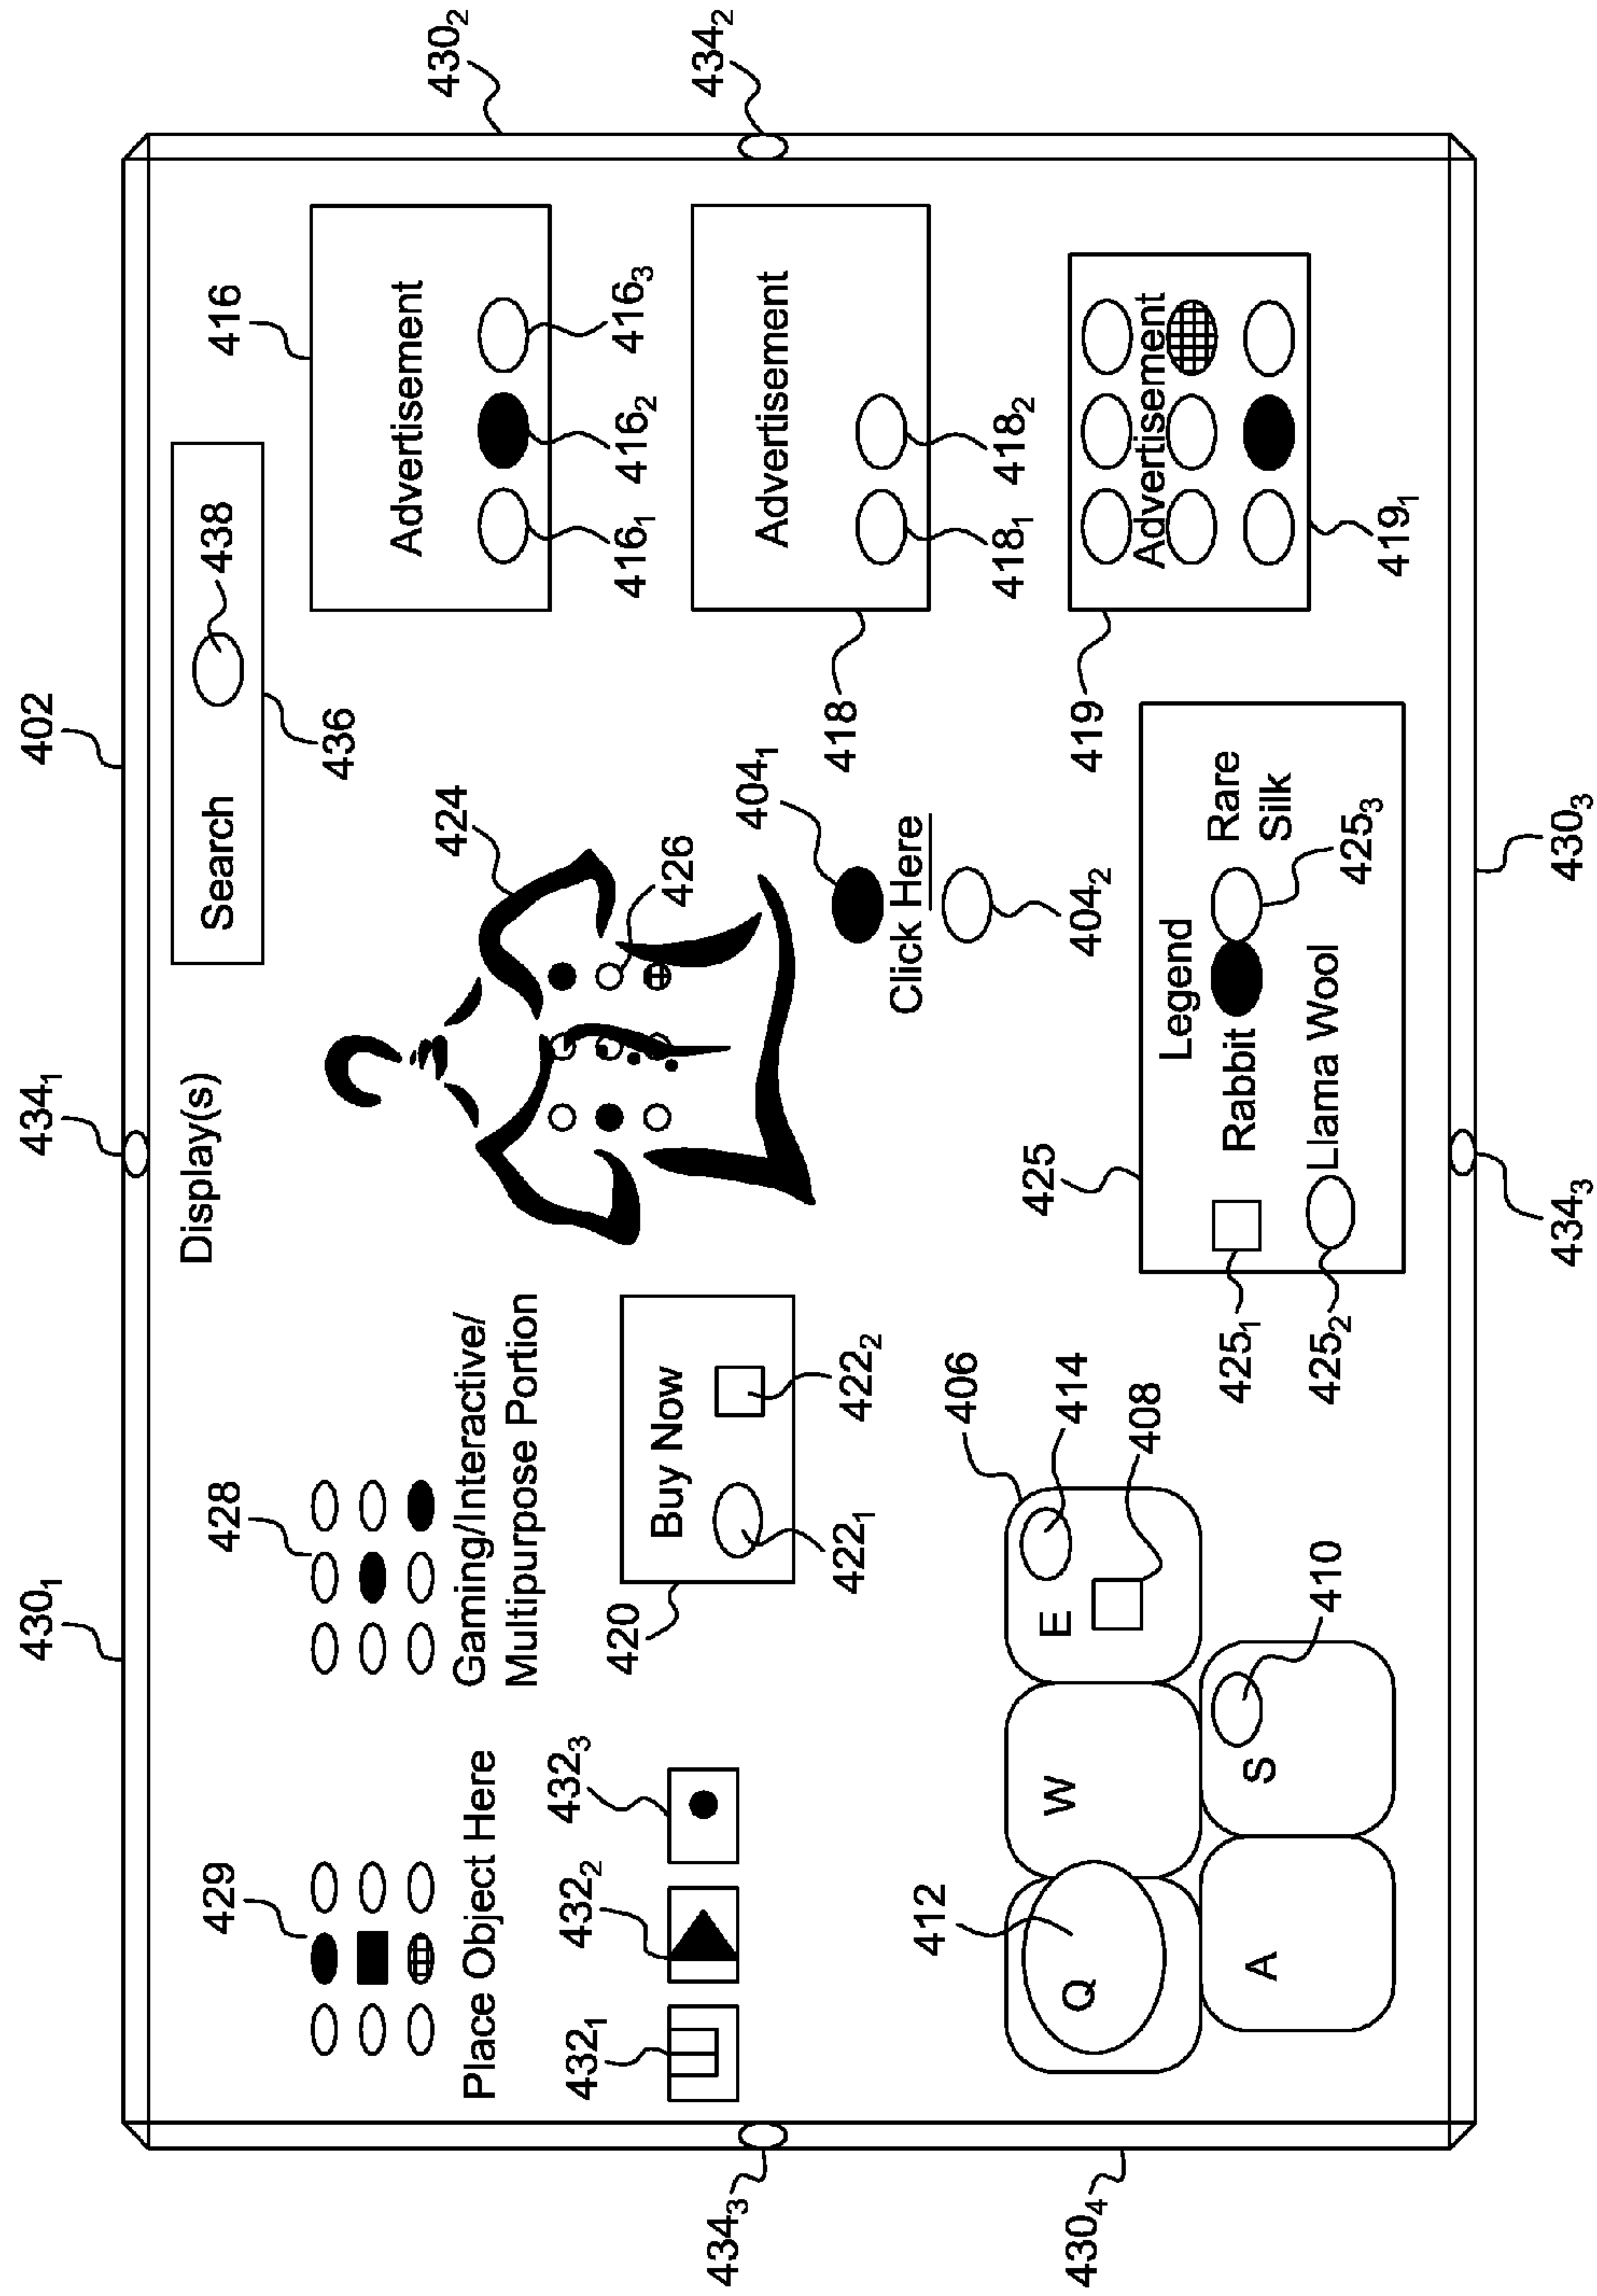 430₁
434₁
402
430₂
Display(s)
Search
438
436
429
Place Object Here
428
Gaming/Interactive/
Multipurpose Portion
424
426
416
Advertisement
416₁
416₂
416₃
434₂
432₁
432₂
432₃
420
Buy Now
422₁
422₂
404₁
Click Here
404₂
418
Advertisement
418₁
418₂
434₃
412
406
414
408
410
Q
W
E
A
S
425
Legend
Rabbit
Rare
Silk
Llama Wool
425₁
425₂
425₃
419
Advertisement
419₁
430₄
434₃
430₃